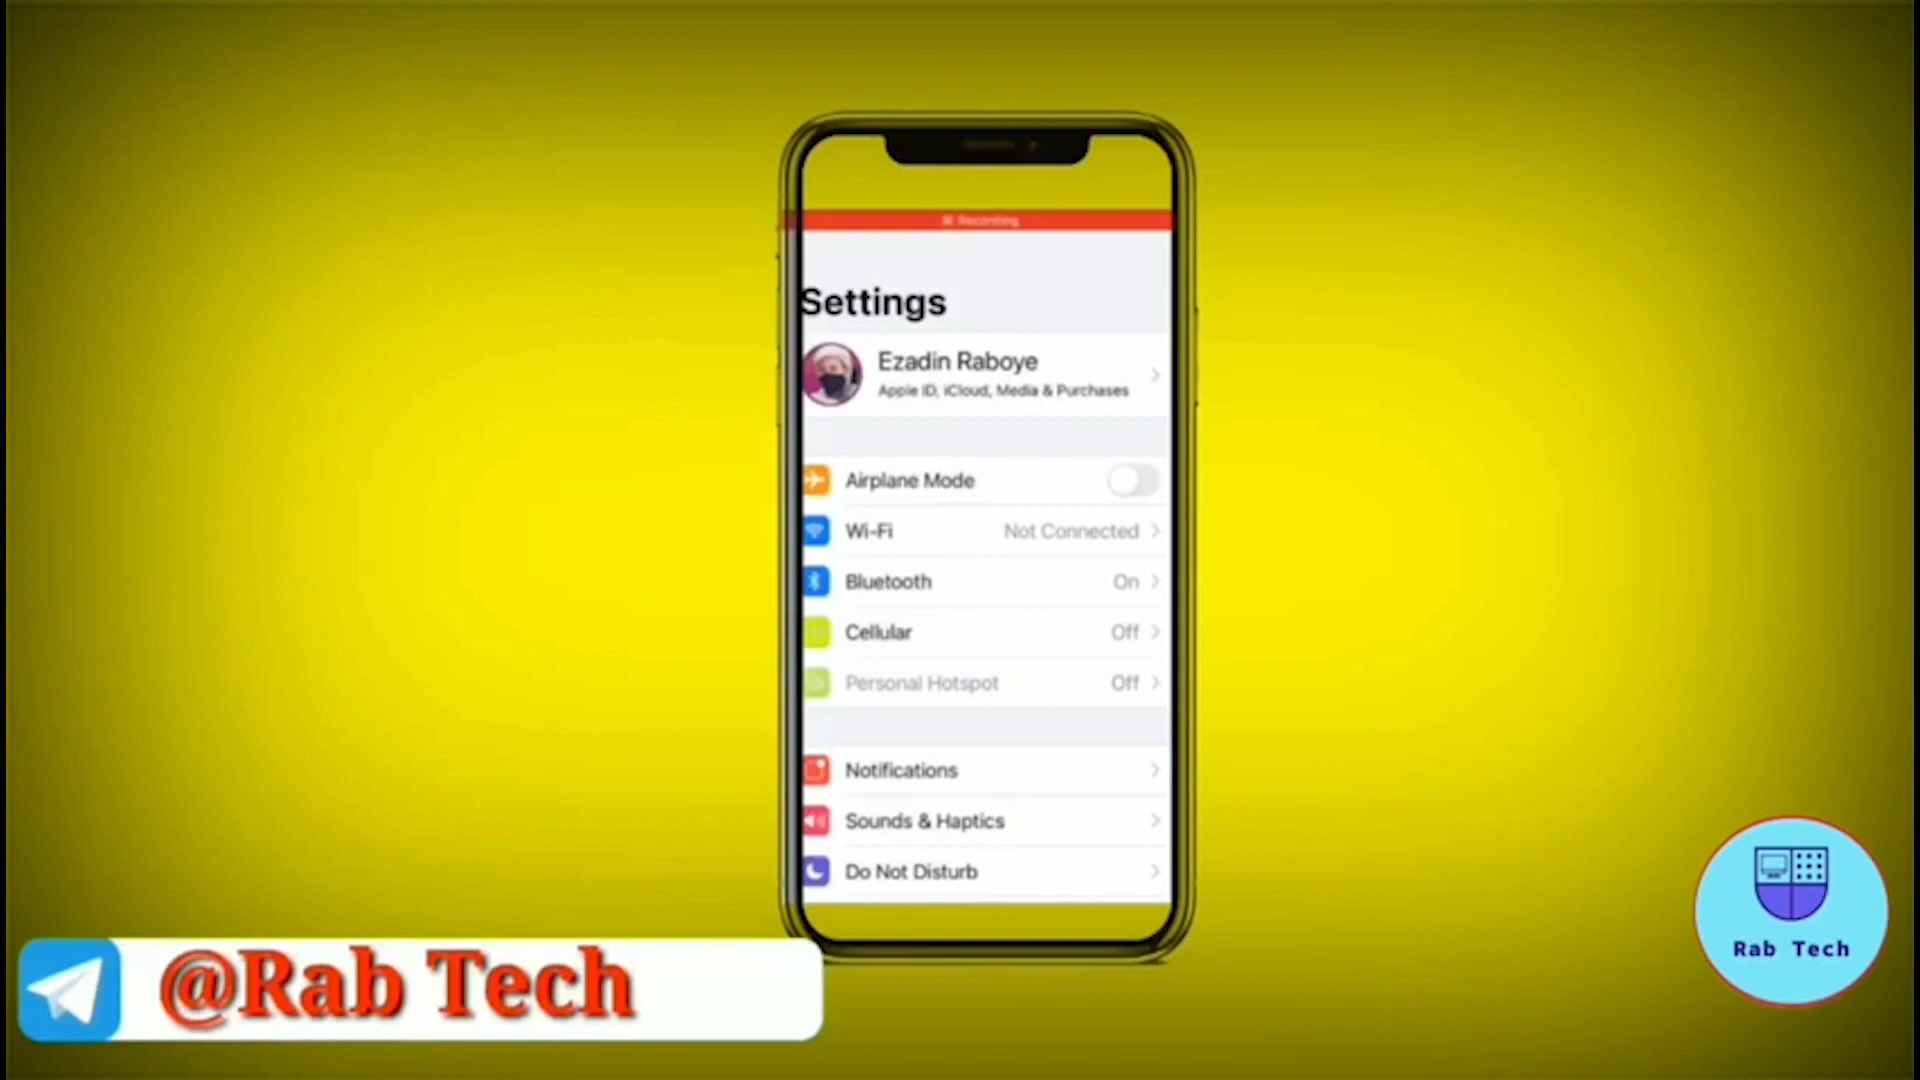 Recording
Settings
Ezadin Raboye
Apple ID, iCloud, Media & Purchases
Airplane Mode
Wi-Fi Not Connected
Bluetooth On
Cellular Off
Personal Hotspot Off
Notifications
Sounds & Haptics
Do Not Disturb
@Rab Tech
Rab Tech